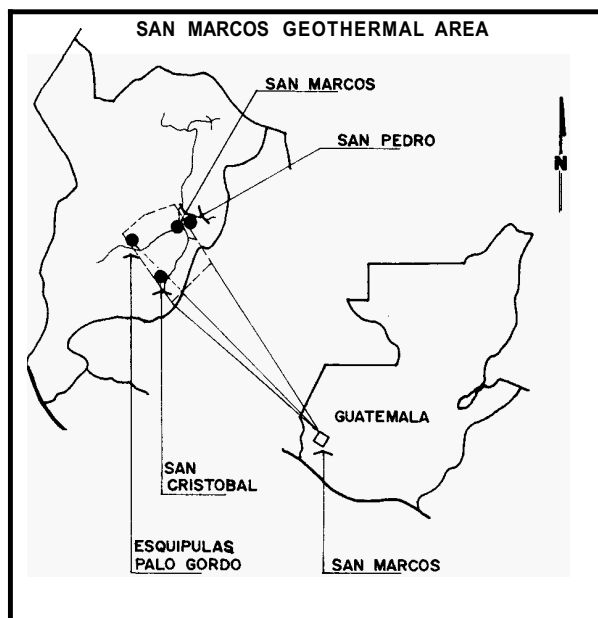 SAN MARCOS GEOTHERMAL AREA
SAN MARCOS
SAN PEDRO
N
GUATEMALA
SAN
CRISTOBAL
ESQUIPULAS
PALO GORDO
SAN MARCOS